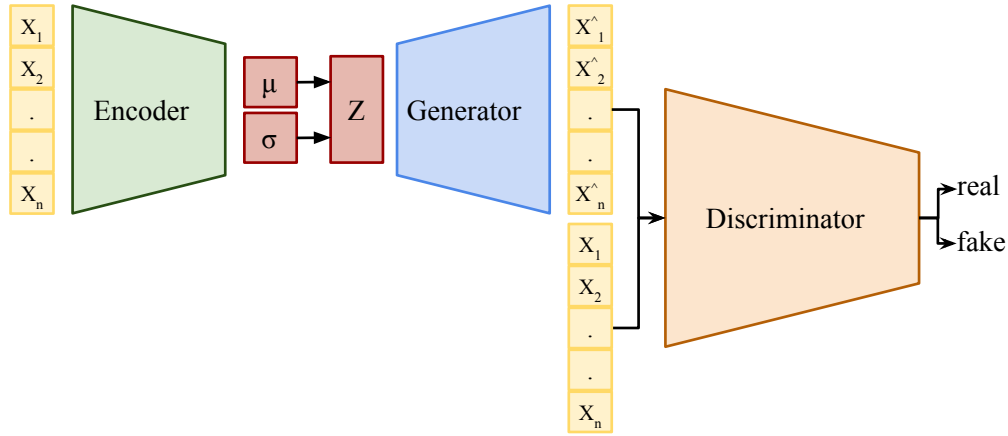 X₁
X₂
.
.
Xₙ
Encoder
μ
σ
Z
Generator
X^₁
X^₂
.
.
X^ₙ
X₁
X₂
.
.
Xₙ
Discriminator
real
fake